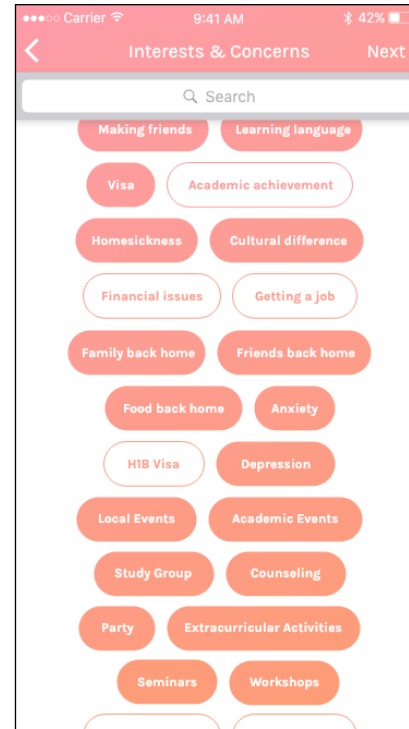 Carrier 9:41 AM 42%
Interests & Concerns Next
Search
Making friends Learning language
Visa Academic achievement
Homesickness Cultural difference
Financial issues Getting a job
Family back home Friends back home
Food back home Anxiety
H1B Visa Depression
Local Events Academic Events
Study Group Counseling
Party Extracurricular Activities
Seminars Workshops